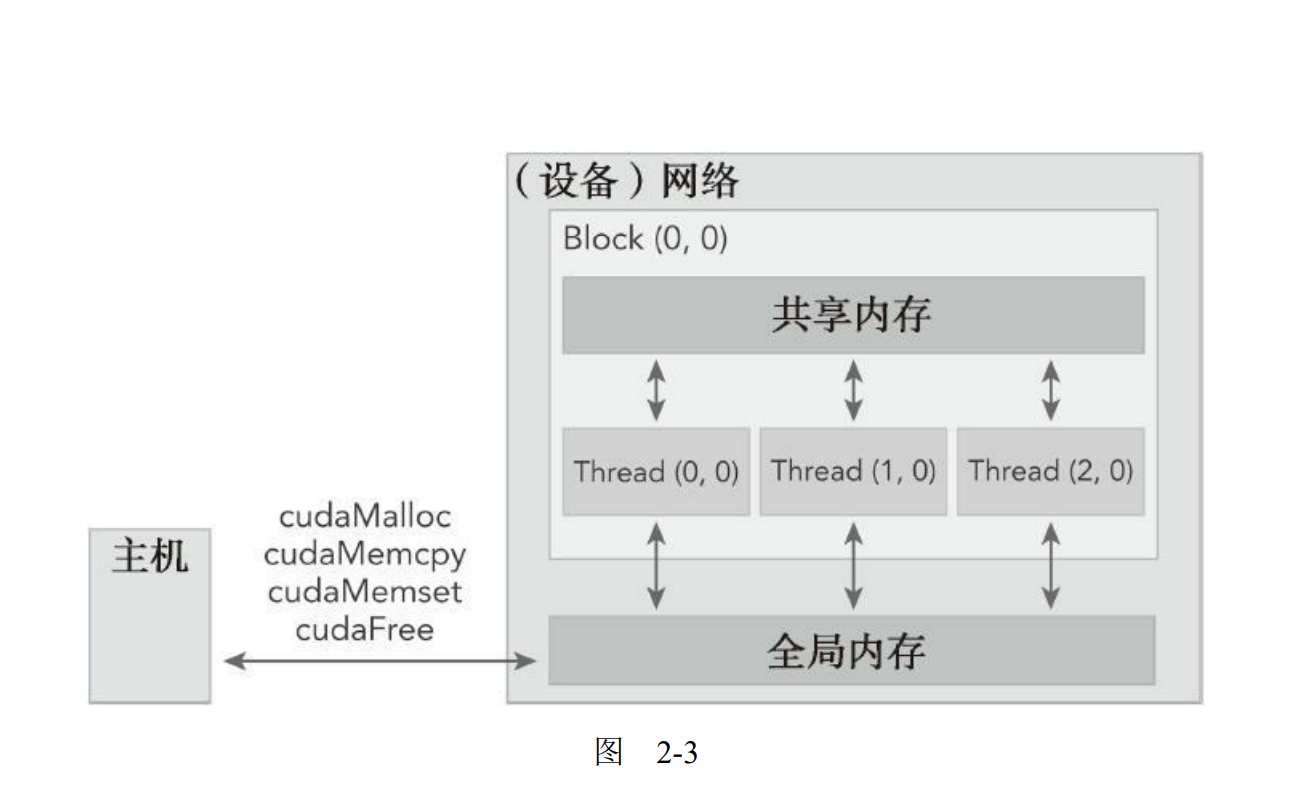 （设备）网络
Block (0, 0)
共享内存
Thread (0, 0)
Thread (1, 0)
Thread (2, 0)
cudaMalloc
cudaMemcpy
cudaMemset
cudaFree
主机
全局内存
图 2-3